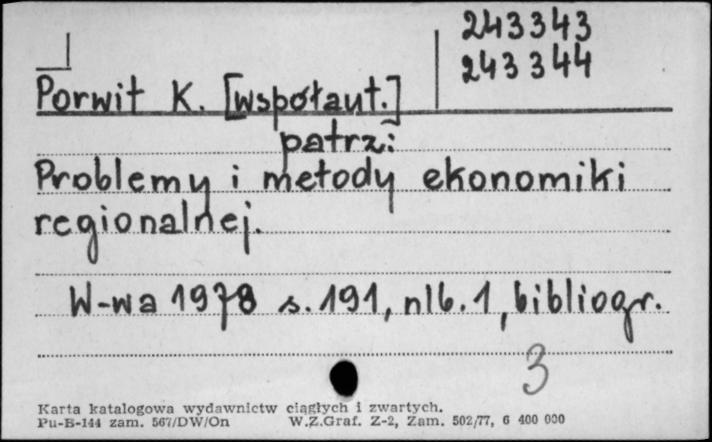 243343
243344
Porwit K. [współaut.]
patrz:
Problemy i metody ekonomiki
regionalnej.
W-wa 1978 s. 191, nlb. 1, bibliogr.
3
Karta katalogowa wydawnictw ciągłych i zwartych.
Pu-B-144 zam. 567/DW/On W.Z.Graf. Z-2, Zam. 502/77, 6 400 000